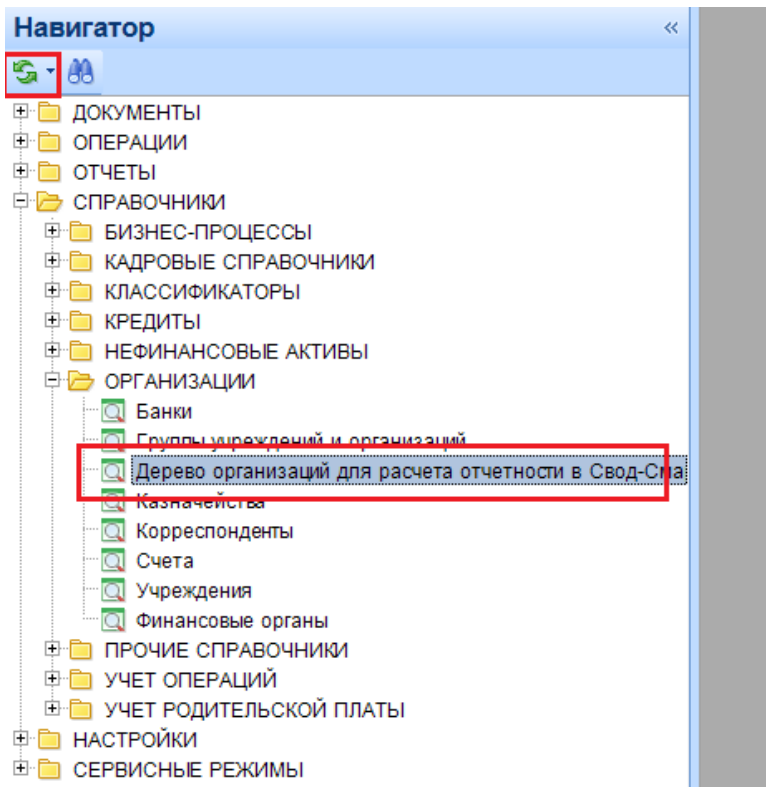 Навигатор
ДОКУМЕНТЫ
ОПЕРАЦИИ
ОТЧЕТЫ
СПРАВОЧНИКИ
БИЗНЕС-ПРОЦЕССЫ
КАДРОВЫЕ СПРАВОЧНИКИ
КЛАССИФИКАТОРЫ
КРЕДИТЫ
НЕФИНАНСОВЫЕ АКТИВЫ
ОРГАНИЗАЦИИ
Банки
Группы учреждений и организаций
Дерево организаций для расчета отчетности в Свод-Сма
Казначейства
Корреспонденты
Счета
Учреждения
Финансовые органы
ПРОЧИЕ СПРАВОЧНИКИ
УЧЕТ ОПЕРАЦИЙ
УЧЕТ РОДИТЕЛЬСКОЙ ПЛАТЫ
НАСТРОЙКИ
СЕРВИСНЫЕ РЕЖИМЫ